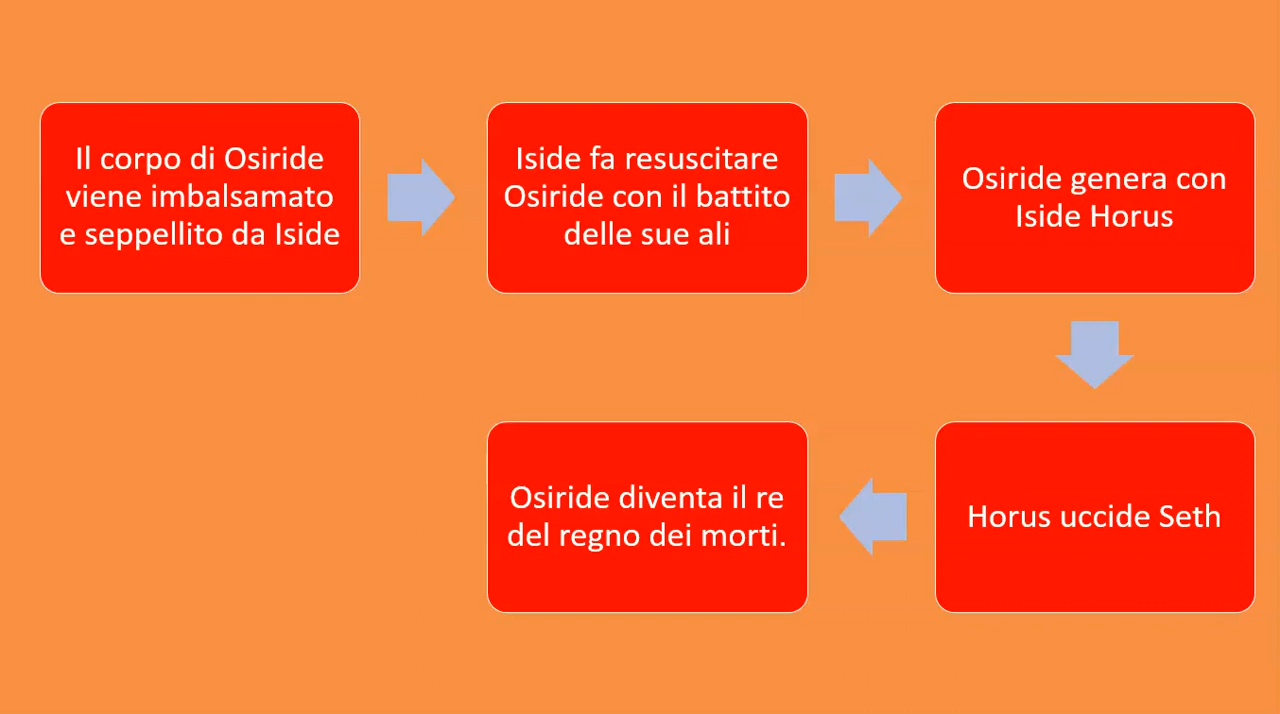 Il corpo di Osiride
viene imbalsamato
e seppellito da Iside
Iside fa resuscitare
Osiride con il battito
delle sue ali
Osiride genera con
Iside Horus
Horus uccide Seth
Osiride diventa il re
del regno dei morti.